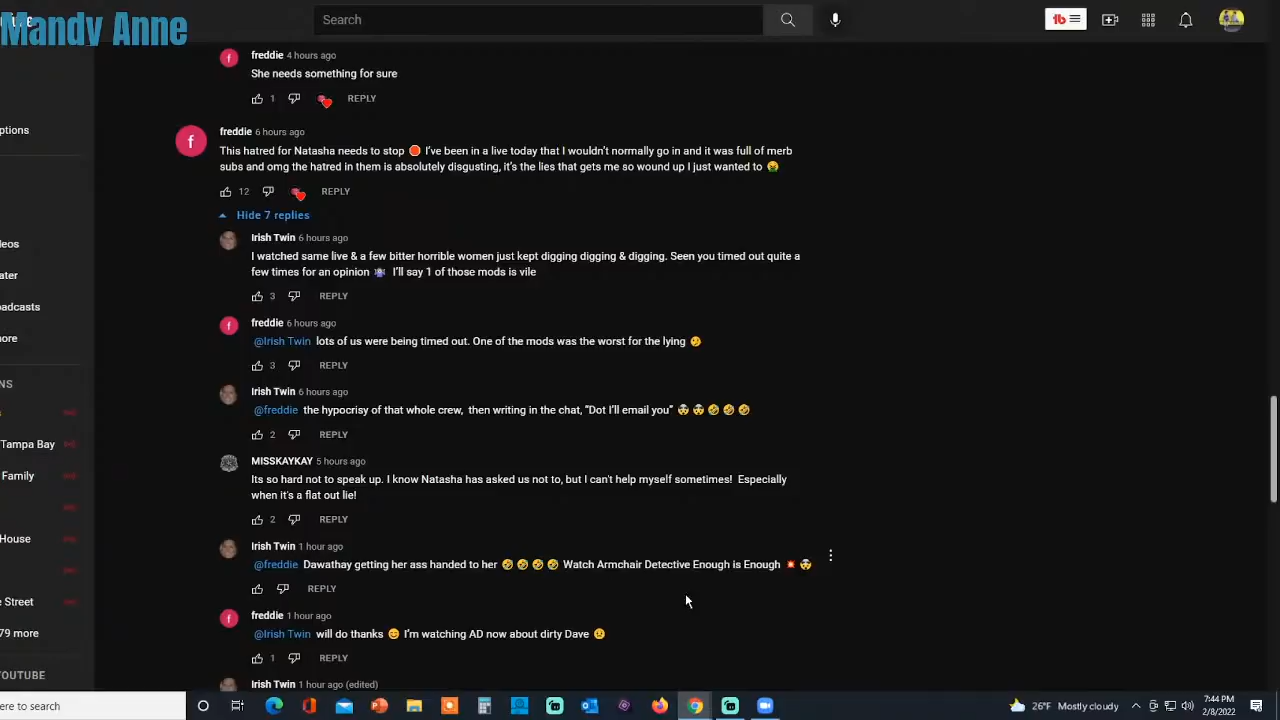 Mandy Anne
Search
freddie 4 hours ago
She needs something for sure
1 REPLY
ptions
f freddie 6 hours ago
This hatred for Natasha needs to stop 🛑 I've been in a live today that I wouldn't normally go in and it was full of merb
subs and omg the hatred in them is absolutely disgusting, it's the lies that gets me so wound up I just wanted to 🤮
12 REPLY
Hide 7 replies
Irish Twin 6 hours ago
deos
I watched same live & a few bitter horrible women just kept digging digging & digging. Seen you timed out quite a
few times for an opinion 🤷‍♀️ I'll say 1 of those mods is vile
ater
3 REPLY
oadcasts
freddie 6 hours ago
@Irish Twin lots of us were being timed out. One of the mods was the worst for the lying 🤥
ore
3 REPLY
NS
Irish Twin 6 hours ago
@freddie the hypocrisy of that whole crew, then writing in the chat, "Dot I'll email you" 🤯 🤯 🤣 🤣 🤣
2 REPLY
Tampa Bay
MISSKAYKAY 5 hours ago
Its so hard not to speak up. I know Natasha has asked us not to, but I can't help myself sometimes! Especially
when it's a flat out lie!
Family
2 REPLY
House
Irish Twin 1 hour ago
@freddie Dawathay getting her ass handed to her 🤣 🤣 🤣 🤣 Watch Armchair Detective Enough is Enough 💥 🤯
REPLY
e Street
freddie 1 hour ago
@Irish Twin will do thanks 😊 I'm watching AD now about dirty Dave 🤨
79 more
1 REPLY
OUTUBE
Irish Twin 1 hour ago (edited)
ere to search
26°F Mostly cloudy
7:44 PM
2/8/2022